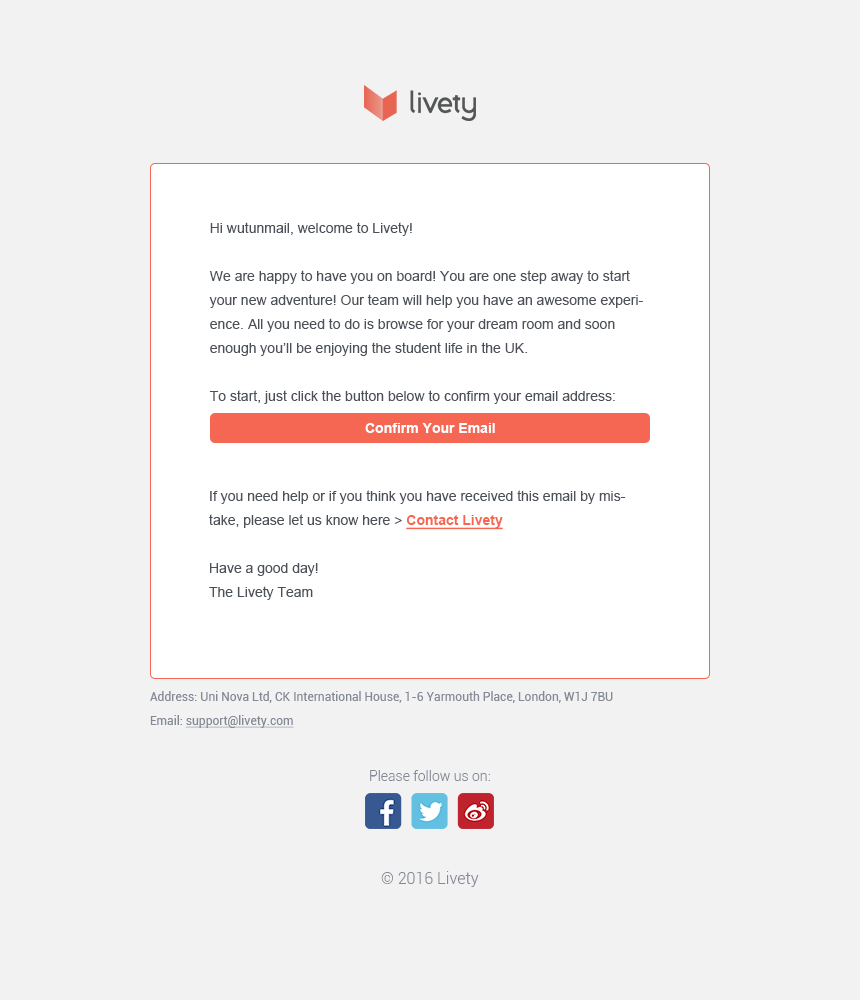 livety
Hi wutunmail, welcome to Livety!
We are happy to have you on board! You are one step away to start
your new adventure! Our team will help you have an awesome experi-
ence. All you need to do is browse for your dream room and soon
enough you’ll be enjoying the student life in the UK.
To start, just click the button below to confirm your email address:
Confirm Your Email
If you need help or if you think you have received this email by mis-
take, please let us know here > Contact Livety
Have a good day!
The Livety Team
Address: Uni Nova Ltd, CK International House, 1-6 Yarmouth Place, London, W1J 7BU
Email: support@livety.com
Please follow us on:
© 2016 Livety